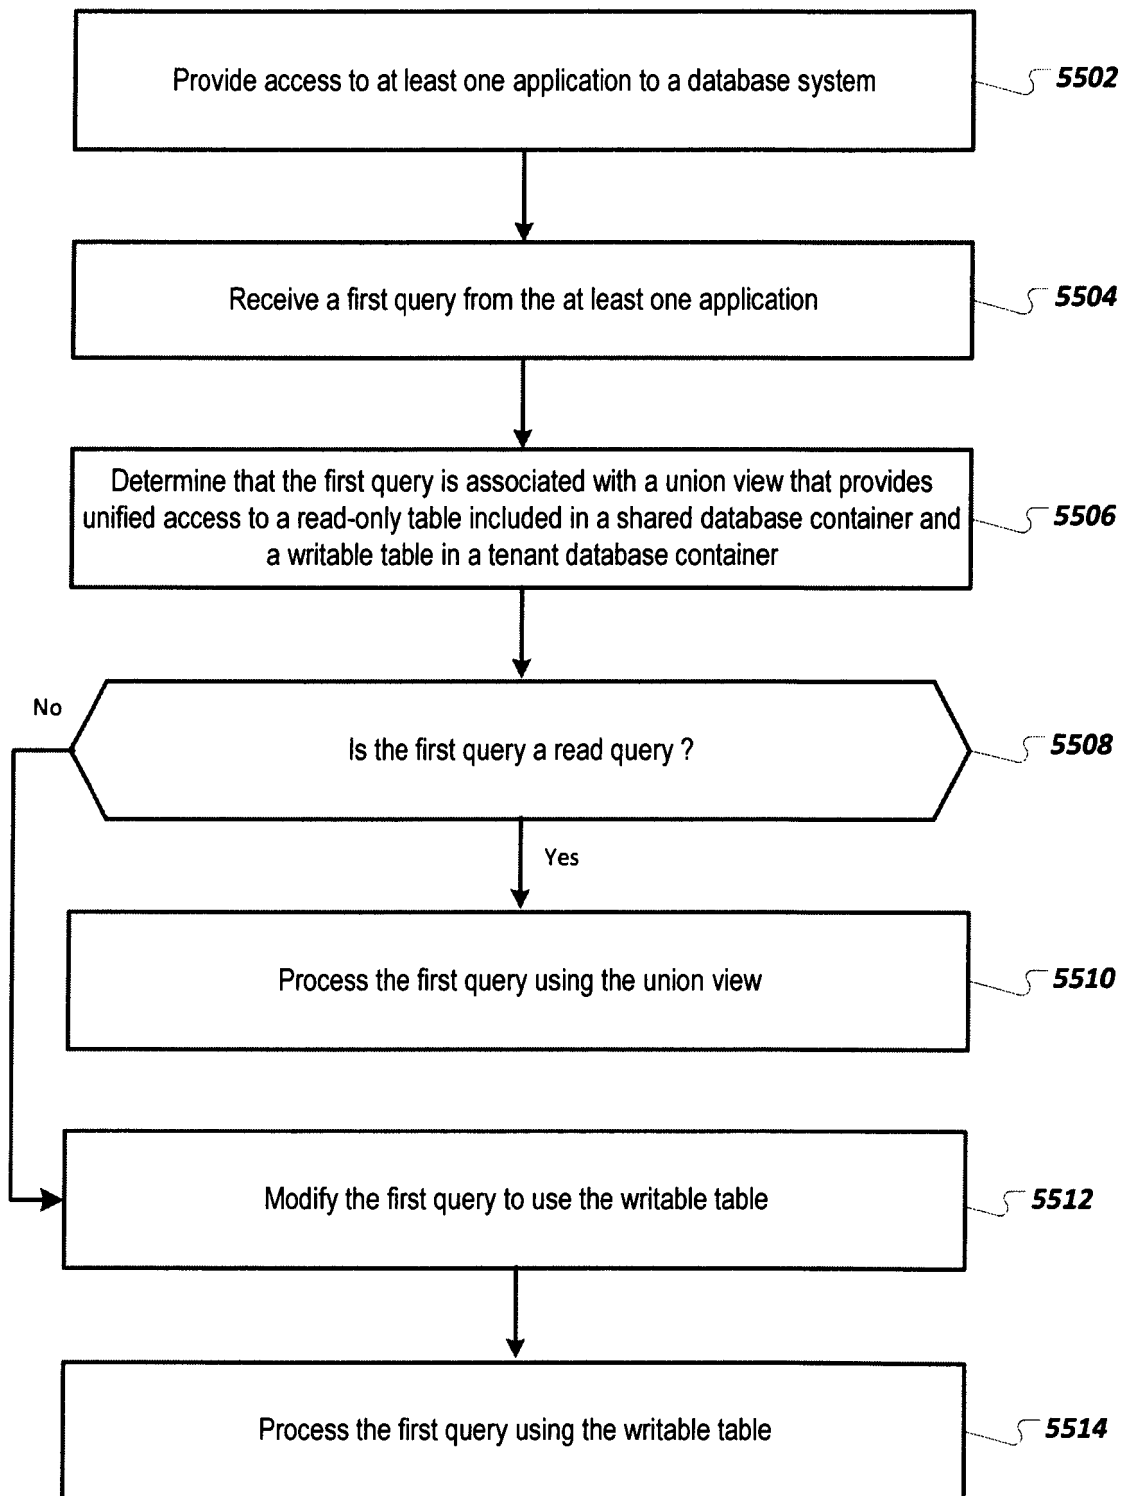 Provide access to at least one application to a database system
5502
Receive a first query from the at least one application
5504
Determine that the first query is associated with a union view that provides
unified access to a read-only table included in a shared database container and
a writable table in a tenant database container
5506
No
Is the first query a read query ?
5508
Yes
Process the first query using the union view
5510
Modify the first query to use the writable table
5512
Process the first query using the writable table
5514